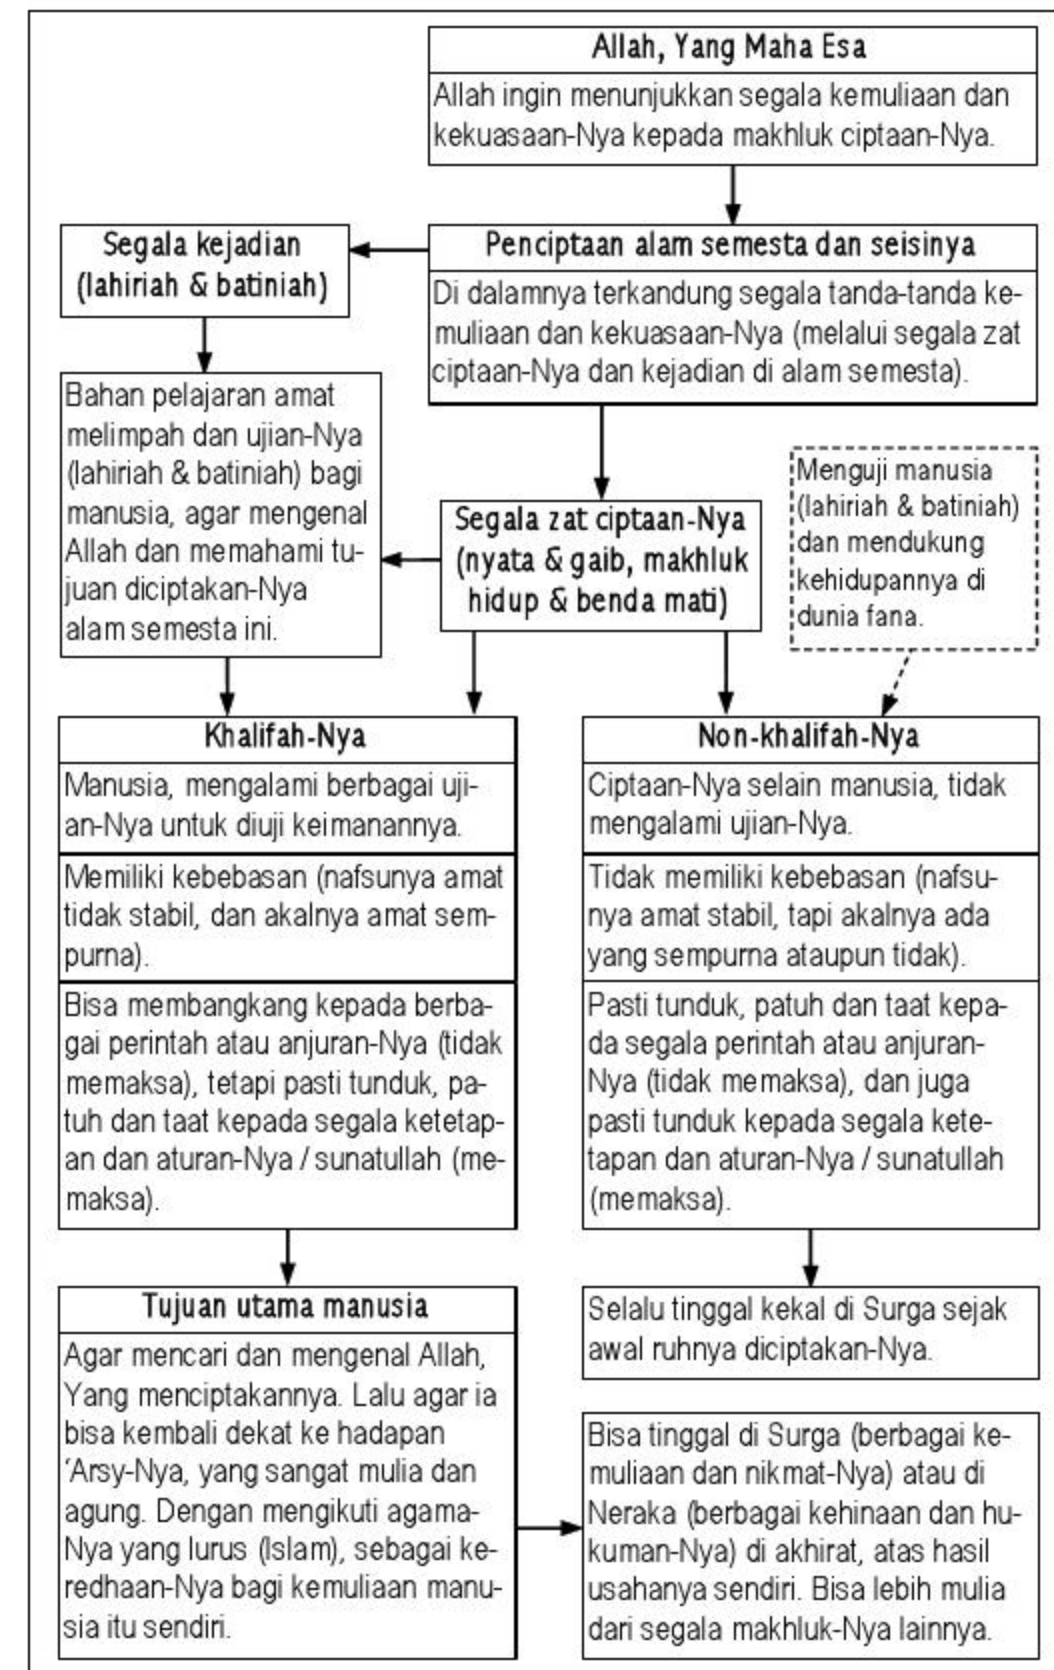 Allah, Yang Maha Esa
Allah ingin menunjukkan segala kemuliaan dan
kekuasaan-Nya kepada makhluk ciptaan-Nya.
Segala kejadian
(lahiriah & batiniah)
Penciptaan alam semesta dan seisinya
Di dalamnya terkandung segala tanda-tanda ke-
muliaan dan kekuasaan-Nya (melalui segala zat
ciptaan-Nya dan kejadian di alam semesta).
Bahan pelajaran amat
melimpah dan ujian-Nya
(lahiriah & batiniah) bagi
manusia, agar mengenal
Allah dan memahami tu-
juan diciptakan-Nya
alam semesta ini.
Segala zat ciptaan-Nya
(nyata & gaib, makhluk
hidup & benda mati)
Menguji manusia
(lahiriah & batiniah)
dan mendukung
kehidupannya di
dunia fana.
Khalifah-Nya
Manusia, mengalami berbagai uji-
an-Nya untuk diuji keimanannya.
Memiliki kebebasan (nafsunya amat
tidak stabil, dan akalnya amat sem-
purna).
Bisa membangkang kepada berba-
gai perintah atau anjuran-Nya (tidak
memaksa), tetapi pasti tunduk, pa-
tuh dan taat kepada segala ketetap-
an dan aturan-Nya / sunatullah (me-
maksa).
Non-khalifah-Nya
Ciptaan-Nya selain manusia, tidak
mengalami ujian-Nya.
Tidak memiliki kebebasan (nafsu-
nya amat stabil, tapi akalnya ada
yang sempurna ataupun tidak).
Pasti tunduk, patuh dan taat kepa-
da segala perintah atau anjuran-
Nya (tidak memaksa), dan juga
pasti tunduk kepada segala kete-
tapan dan aturan-Nya / sunatullah
(memaksa).
Tujuan utama manusia
Agar mencari dan mengenal Allah,
Yang menciptakannya. Lalu agar ia
bisa kembali dekat ke hadapan
‘Arsy-Nya, yang sangat mulia dan
agung. Dengan mengikuti agama-
Nya yang lurus (Islam), sebagai ke-
redhaan-Nya bagi kemuliaan manu-
sia itu sendiri.
Selalu tinggal kekal di Surga sejak
awal ruhnya diciptakan-Nya.
Bisa tinggal di Surga (berbagai ke-
muliaan dan nikmat-Nya) atau di
Neraka (berbagai kehinaan dan hu-
kuman-Nya) di akhirat, atas hasil
usahanya sendiri. Bisa lebih mulia
dari segala makhluk-Nya lainnya.